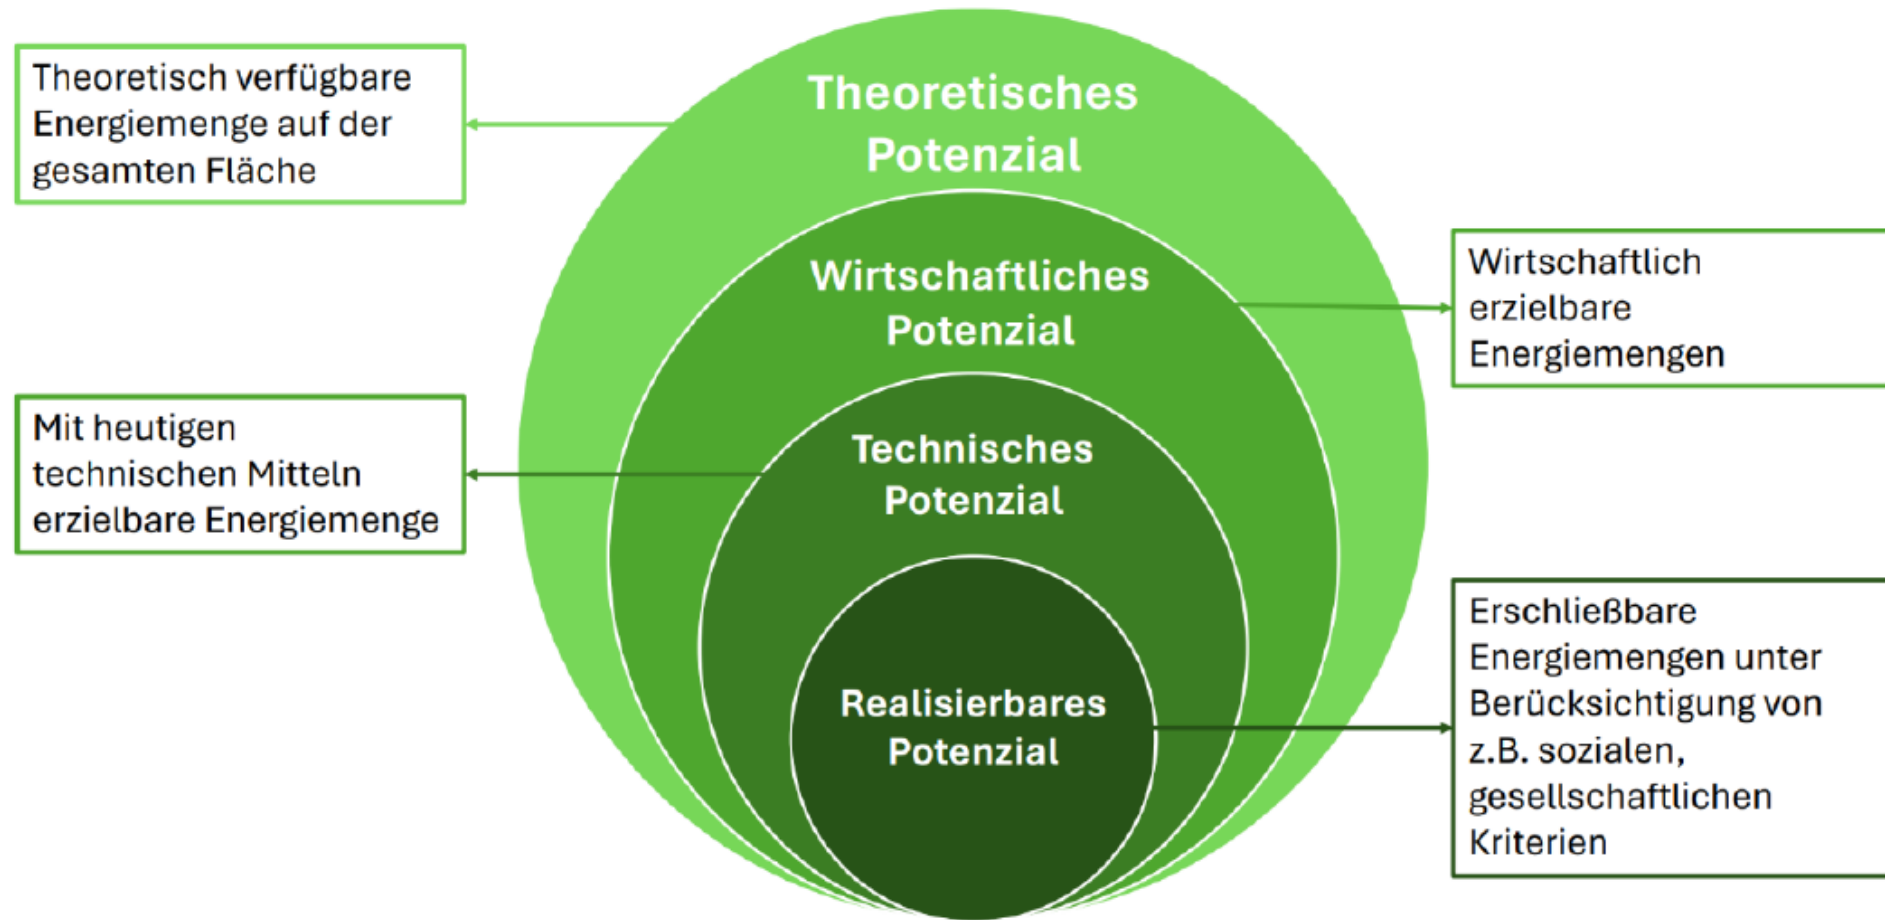 Theoretisch verfügbare
Energiemenge auf der
gesamten Fläche
Theoretisches
Potenzial
Wirtschaftliches
Potenzial
Wirtschaftlich
erzielbare
Energiemengen
Mit heutigen
technischen Mitteln
erzielbare Energiemenge
Technisches
Potenzial
Realisierbares
Potenzial
Erschließbare
Energiemengen unter
Berücksichtigung von
z.B. sozialen,
gesellschaftlichen
Kriterien